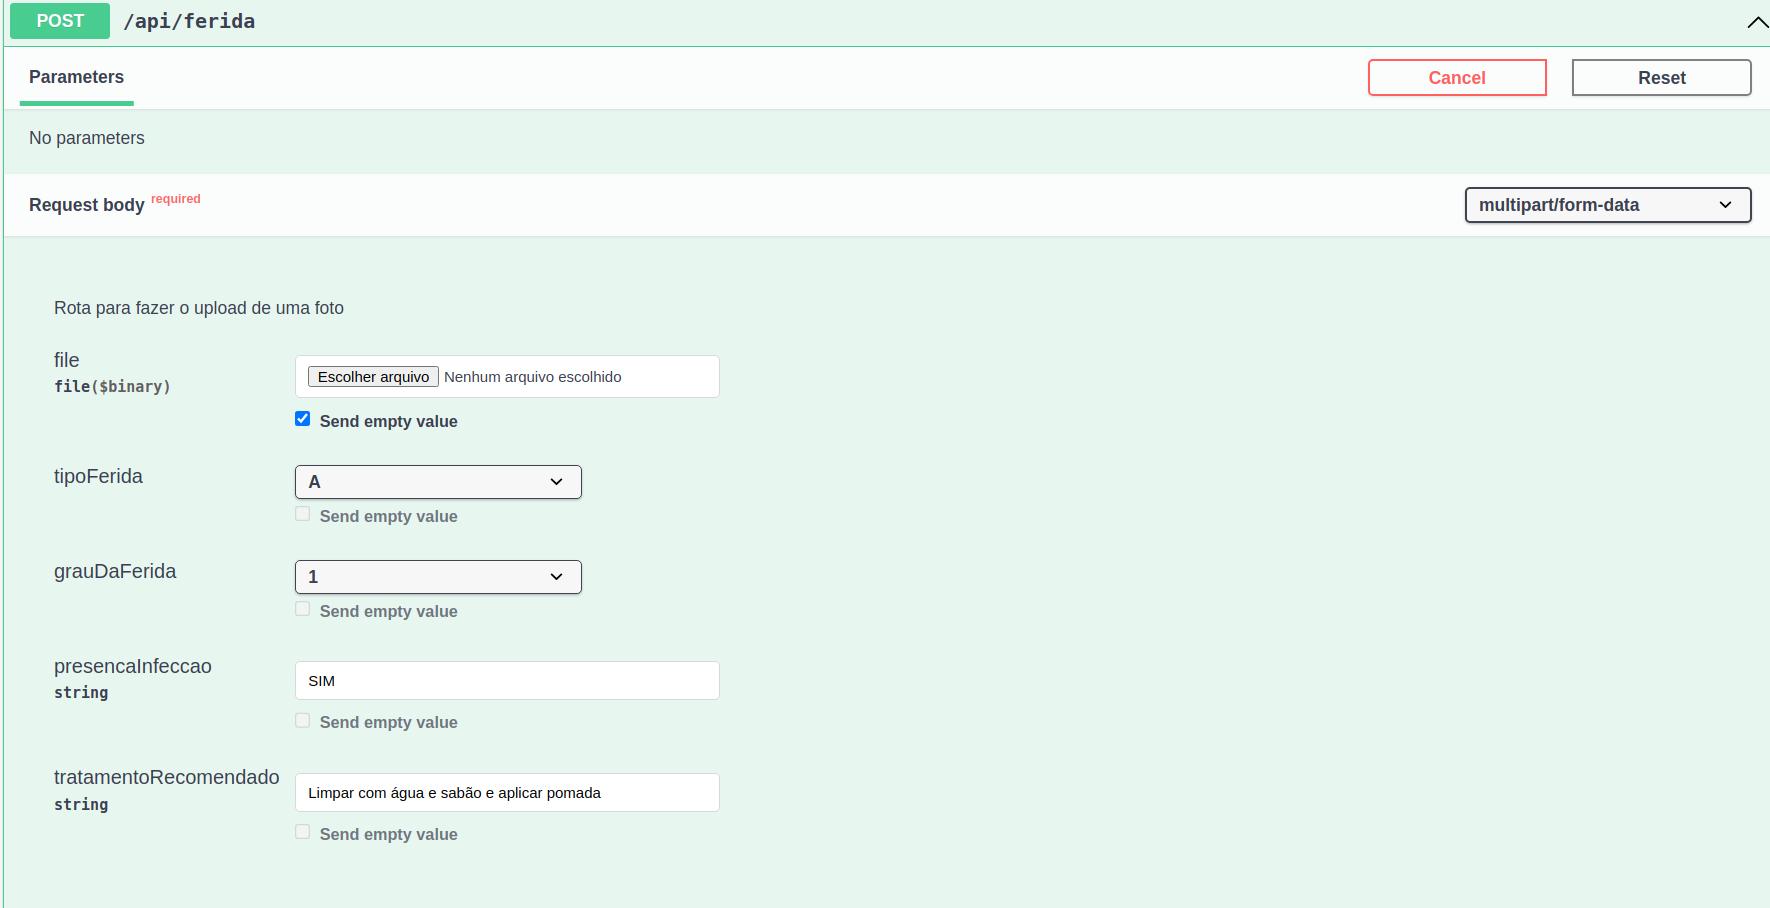 POST /api/ferida
Parameters
Cancel
Reset
No parameters
Request body required
multipart/form-data
Rota para fazer o upload de uma foto
file
file($binary)
Escolher arquivo Nenhum arquivo escolhido
Send empty value
tipoFerida
A
Send empty value
grauDaFerida
1
Send empty value
presencaInfeccao
string
SIM
Send empty value
tratamentoRecomendado
string
Limpar com água e sabão e aplicar pomada
Send empty value